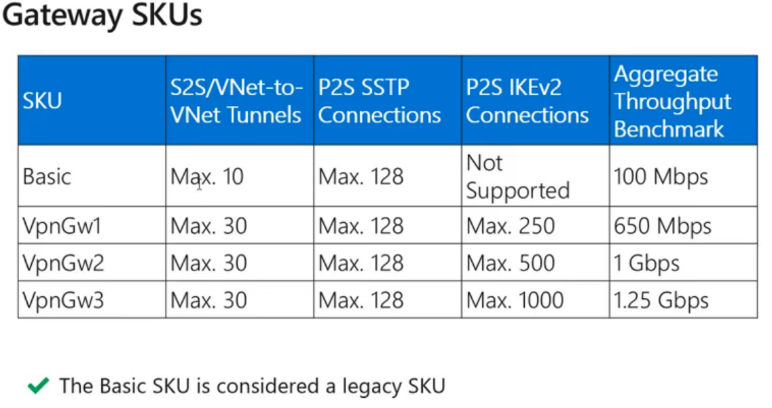 Gateway SKUs
SKU
S2S/VNet-to-
VNet Tunnels
P2S SSTP
Connections
P2S IKEv2
Connections
Aggregate
Throughput
Benchmark
Basic
Max. 10
Max. 128
Not
Supported
100 Mbps
VpnGw1
Max. 30
Max. 128
Max. 250
650 Mbps
VpnGw2
Max. 30
Max. 128
Max. 500
1 Gbps
VpnGw3
Max. 30
Max. 128
Max. 1000
1.25 Gbps
The Basic SKU is considered a legacy SKU